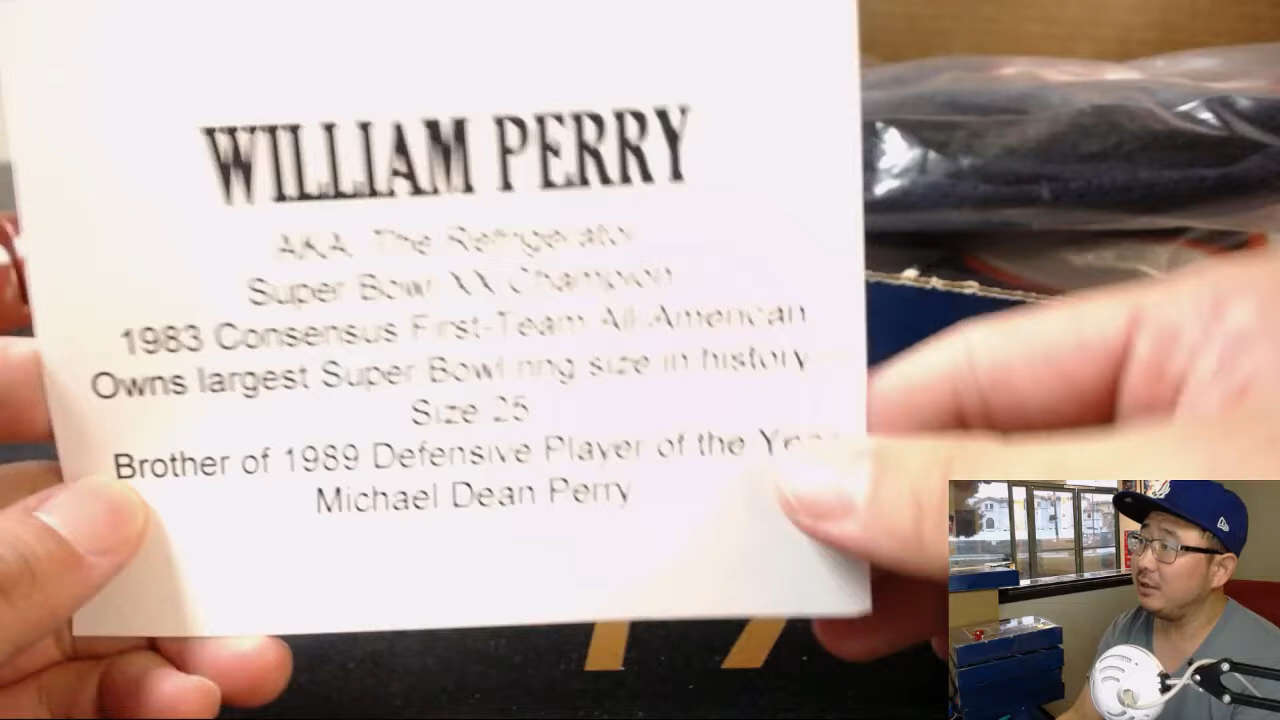 WILLIAM PERRY
AKA The Refrigerator
Super Bowl XX Champion
1983 Consensus First-Team All-American
Owns largest Super Bowl ring size in history
Size 25
Brother of 1989 Defensive Player of the Year
Michael Dean Perry